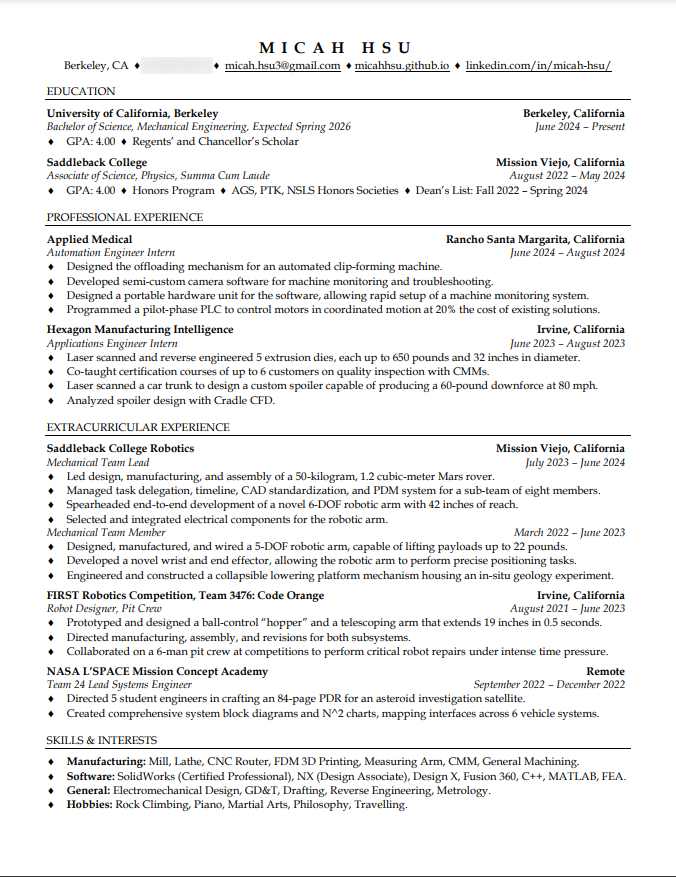 MICAH HSU
Berkeley, CA ♦ ♦ micah.hsu3@gmail.com ♦ micahhsu.github.io ♦ linkedin.com/in/micah-hsu/
EDUCATION
University of California, Berkeley Berkeley, California
Bachelor of Science, Mechanical Engineering, Expected Spring 2026 June 2024 – Present
♦ GPA: 4.00 ♦ Regents' and Chancellor's Scholar
Saddleback College Mission Viejo, California
Associate of Science, Physics, Summa Cum Laude August 2022 – May 2024
♦ GPA: 4.00 ♦ Honors Program ♦ AGS, PTK, NSLS Honors Societies ♦ Dean's List: Fall 2022 – Spring 2024
PROFESSIONAL EXPERIENCE
Applied Medical Rancho Santa Margarita, California
Automation Engineer Intern June 2024 – August 2024
♦ Designed the offloading mechanism for an automated clip-forming machine.
♦ Developed semi-custom camera software for machine monitoring and troubleshooting.
♦ Designed a portable hardware unit for the software, allowing rapid setup of a machine monitoring system.
♦ Programmed a pilot-phase PLC to control motors in coordinated motion at 20% the cost of existing solutions.
Hexagon Manufacturing Intelligence Irvine, California
Applications Engineer Intern June 2023 – August 2023
♦ Laser scanned and reverse engineered 5 extrusion dies, each up to 650 pounds and 32 inches in diameter.
♦ Co-taught certification courses of up to 6 customers on quality inspection with CMMs.
♦ Laser scanned a car trunk to design a custom spoiler capable of producing a 60-pound downforce at 80 mph.
♦ Analyzed spoiler design with Cradle CFD.
EXTRACURRICULAR EXPERIENCE
Saddleback College Robotics Mission Viejo, California
Mechanical Team Lead July 2023 – June 2024
♦ Led design, manufacturing, and assembly of a 50-kilogram, 1.2 cubic-meter Mars rover.
♦ Managed task delegation, timeline, CAD standardization, and PDM system for a sub-team of eight members.
♦ Spearheaded end-to-end development of a novel 6-DOF robotic arm with 42 inches of reach.
♦ Selected and integrated electrical components for the robotic arm.
Mechanical Team Member March 2022 – June 2023
♦ Designed, manufactured, and wired a 5-DOF robotic arm, capable of lifting payloads up to 22 pounds.
♦ Developed a novel wrist and end effector, allowing the robotic arm to perform precise positioning tasks.
♦ Engineered and constructed a collapsible lowering platform mechanism housing an in-situ geology experiment.
FIRST Robotics Competition, Team 3476: Code Orange Irvine, California
Robot Designer, Pit Crew August 2021 – June 2023
♦ Prototyped and designed a ball-control "hopper" and a telescoping arm that extends 19 inches in 0.5 seconds.
♦ Directed manufacturing, assembly, and revisions for both subsystems.
♦ Collaborated on a 6-man pit crew at competitions to perform critical robot repairs under intense time pressure.
NASA L'SPACE Mission Concept Academy Remote
Team 24 Lead Systems Engineer September 2022 – December 2022
♦ Directed 5 student engineers in crafting an 84-page PDR for an asteroid investigation satellite.
♦ Created comprehensive system block diagrams and N^2 charts, mapping interfaces across 6 vehicle systems.
SKILLS & INTERESTS
♦ Manufacturing: Mill, Lathe, CNC Router, FDM 3D Printing, Measuring Arm, CMM, General Machining.
♦ Software: SolidWorks (Certified Professional), NX (Design Associate), Design X, Fusion 360, C++, MATLAB, FEA.
♦ General: Electromechanical Design, GD&T, Drafting, Reverse Engineering, Metrology.
♦ Hobbies: Rock Climbing, Piano, Martial Arts, Philosophy, Travelling.